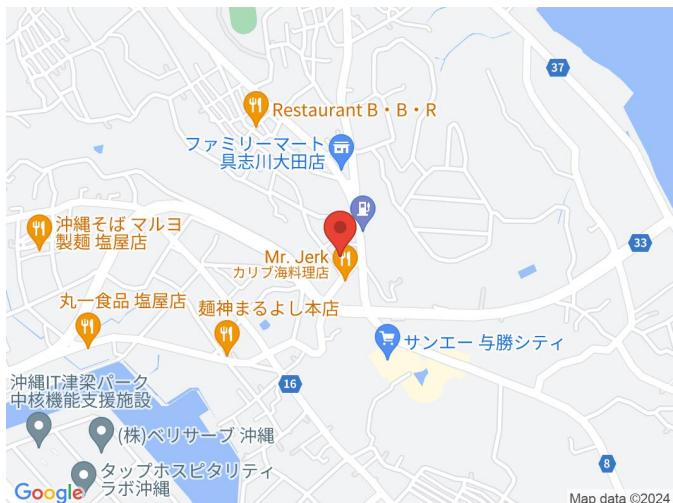 37
Restaurant B・B・R
ファミリーマート
具志川大田店
沖縄そば マルヨ
製麺 塩屋店
33
Mr. Jerk
カリブ海料理店
丸一食品 塩屋店
麺神まるよし本店
サンエー 与勝シティ
沖縄IT津梁パーク
中核機能支援施設
16
(株)ベリサーブ 沖縄
8
タップホスピタリティ
ラボ沖縄
Google
Map data ©2024